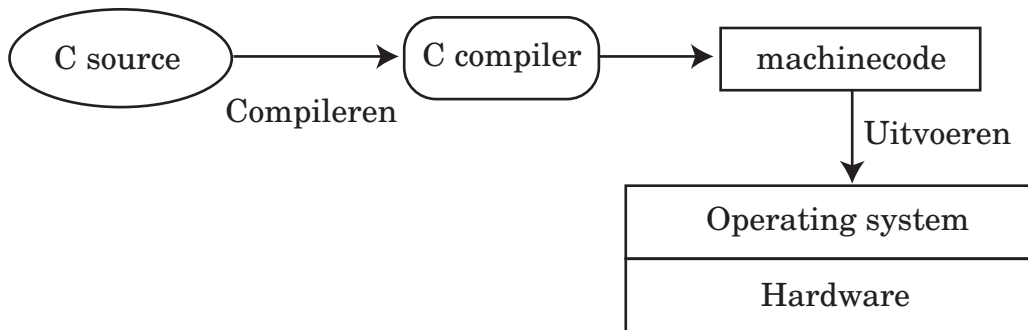 C source
C compiler
machinecode
Compileren
Uitvoeren
Operating system
Hardware